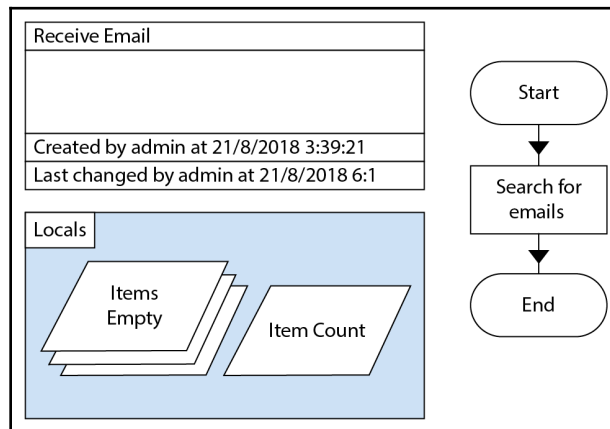 Receive Email
Created by admin at 21/8/2018 3:39:21
Last changed by admin at 21/8/2018 6:1
Locals
Items
Empty
Item Count
Start
Search for
emails
End